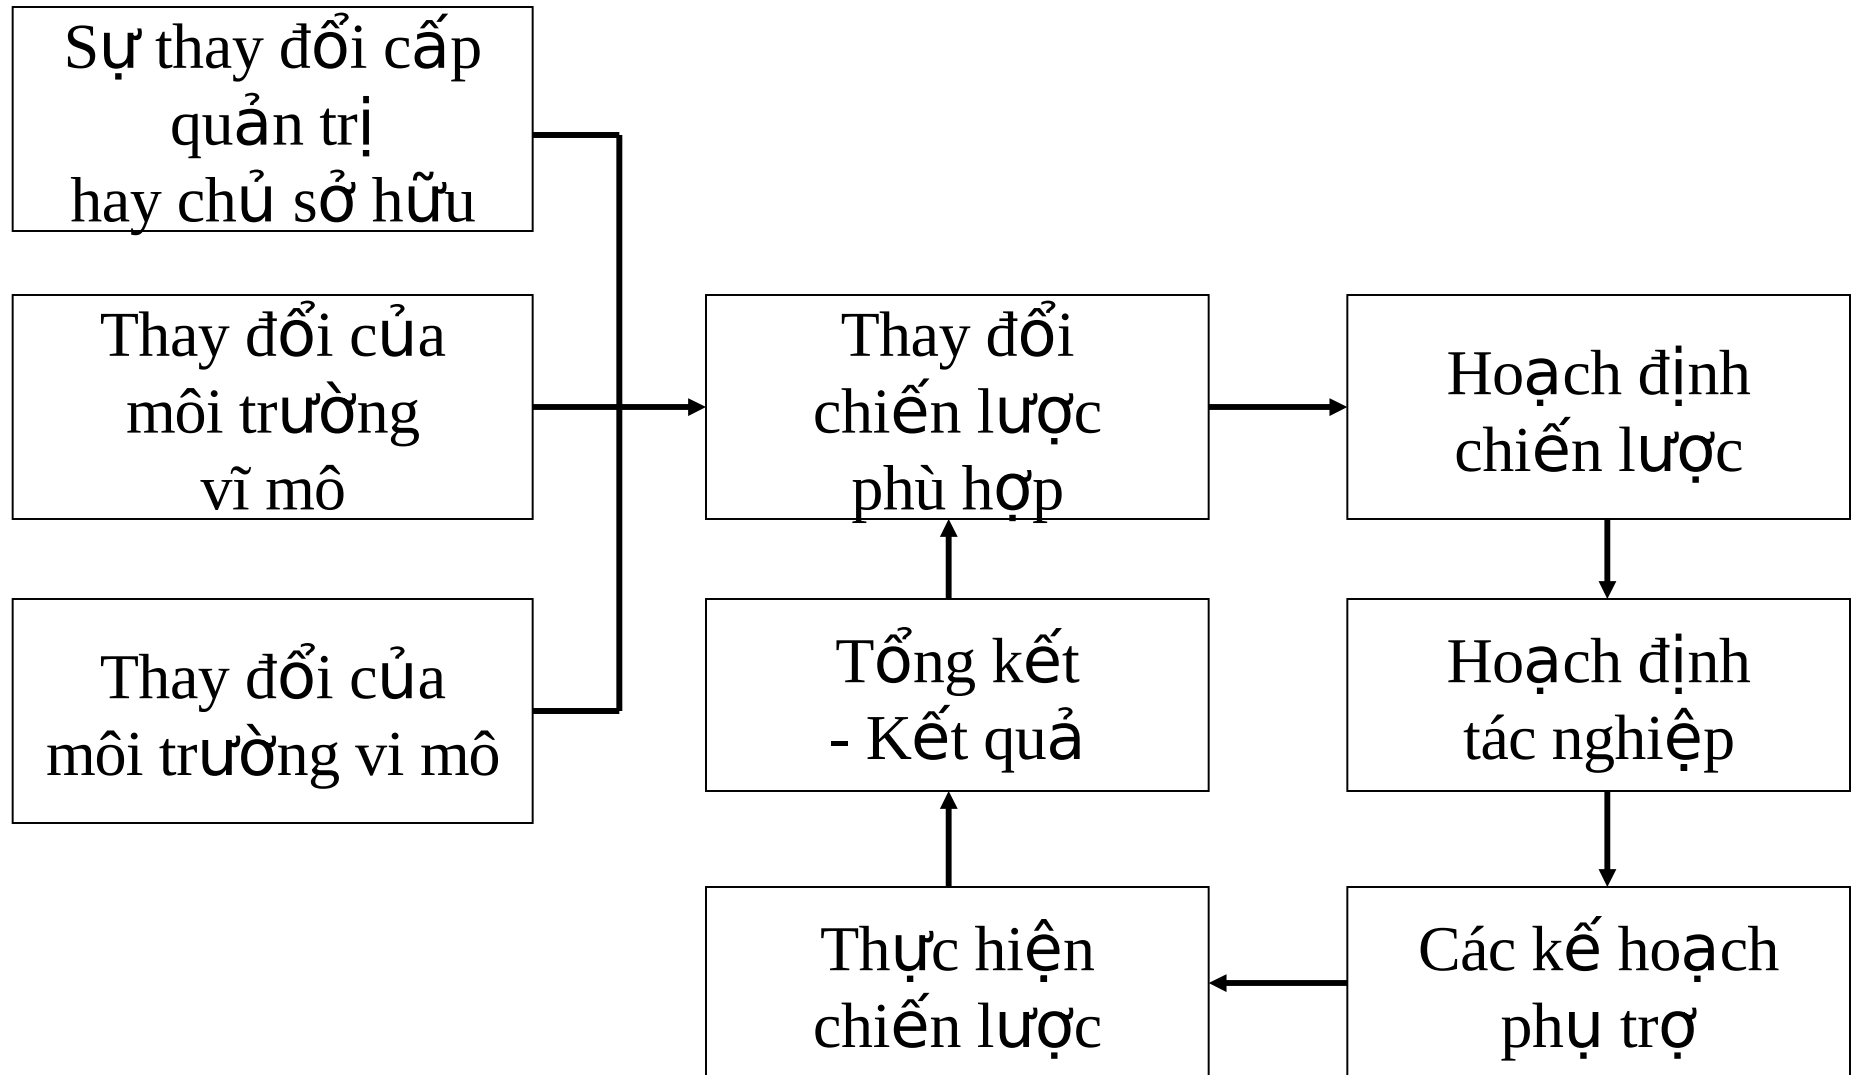 Sự thay đổi cấp
quản trị
hay chủ sở hữu
Thay đổi của
môi trường
vĩ mô
Thay đổi
chiến lược
phù hợp
Hoạch định
chiến lược
Thay đổi của
môi trường vi mô
Tổng kết
- Kết quả
Hoạch định
tác nghiệp
Thực hiện
chiến lược
Các kế hoạch
phụ trợ